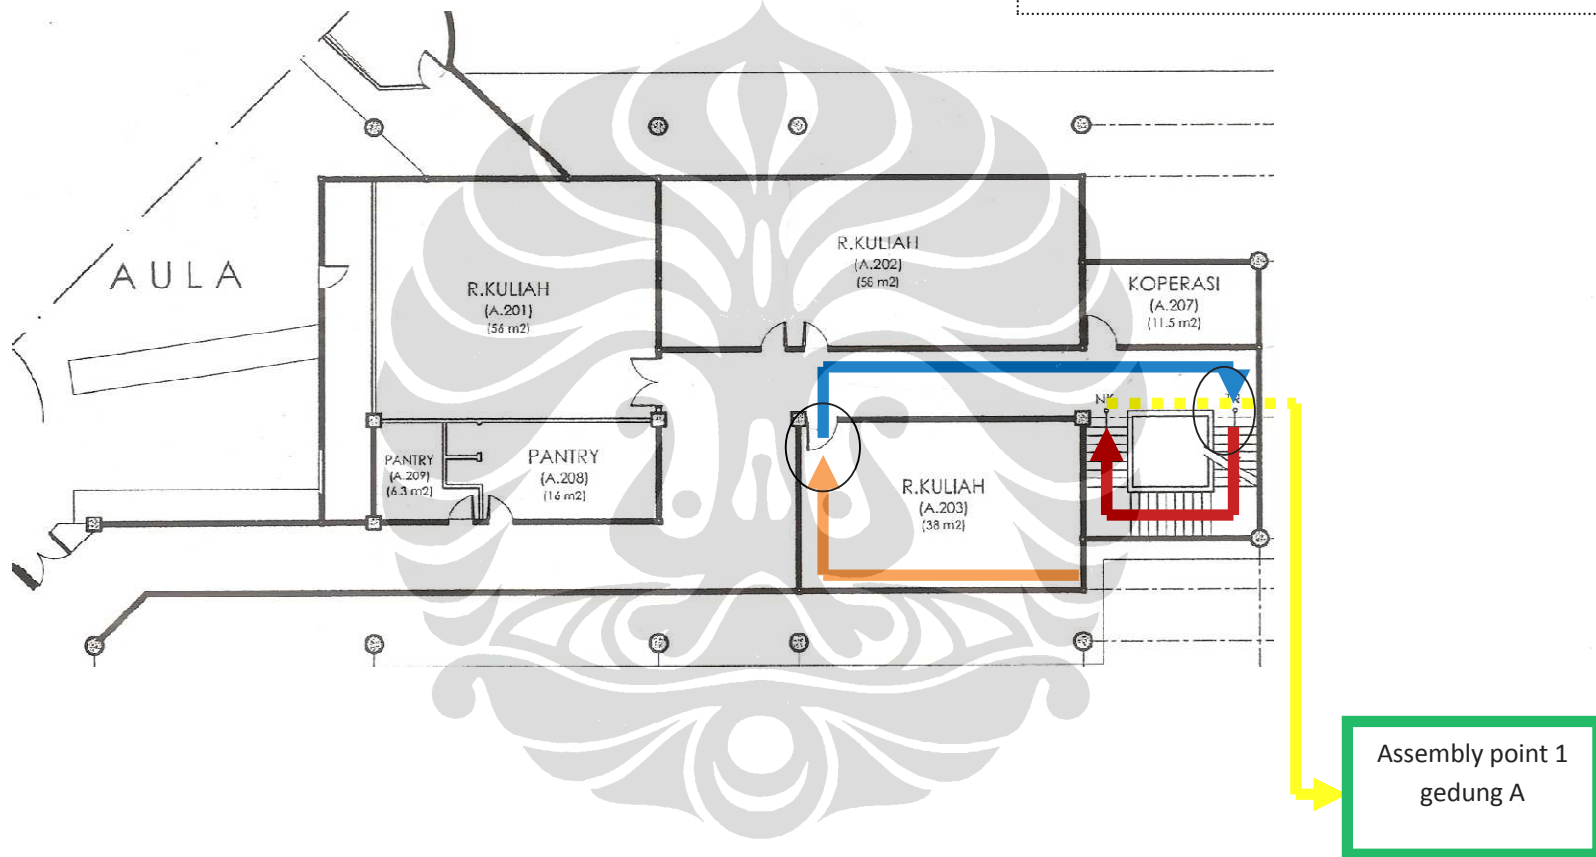 AULA
R.KULIAH
(A.201)
(56 m2)
R.KULIAH
(A.202)
(56 m2)
KOPERASI
(A.207)
(11.5 m2)
PANTRY
(A.209)
(6.3 m2)
PANTRY
(A.208)
(16 m2)
R.KULIAH
(A.203)
(38 m2)
Assembly point 1
gedung A